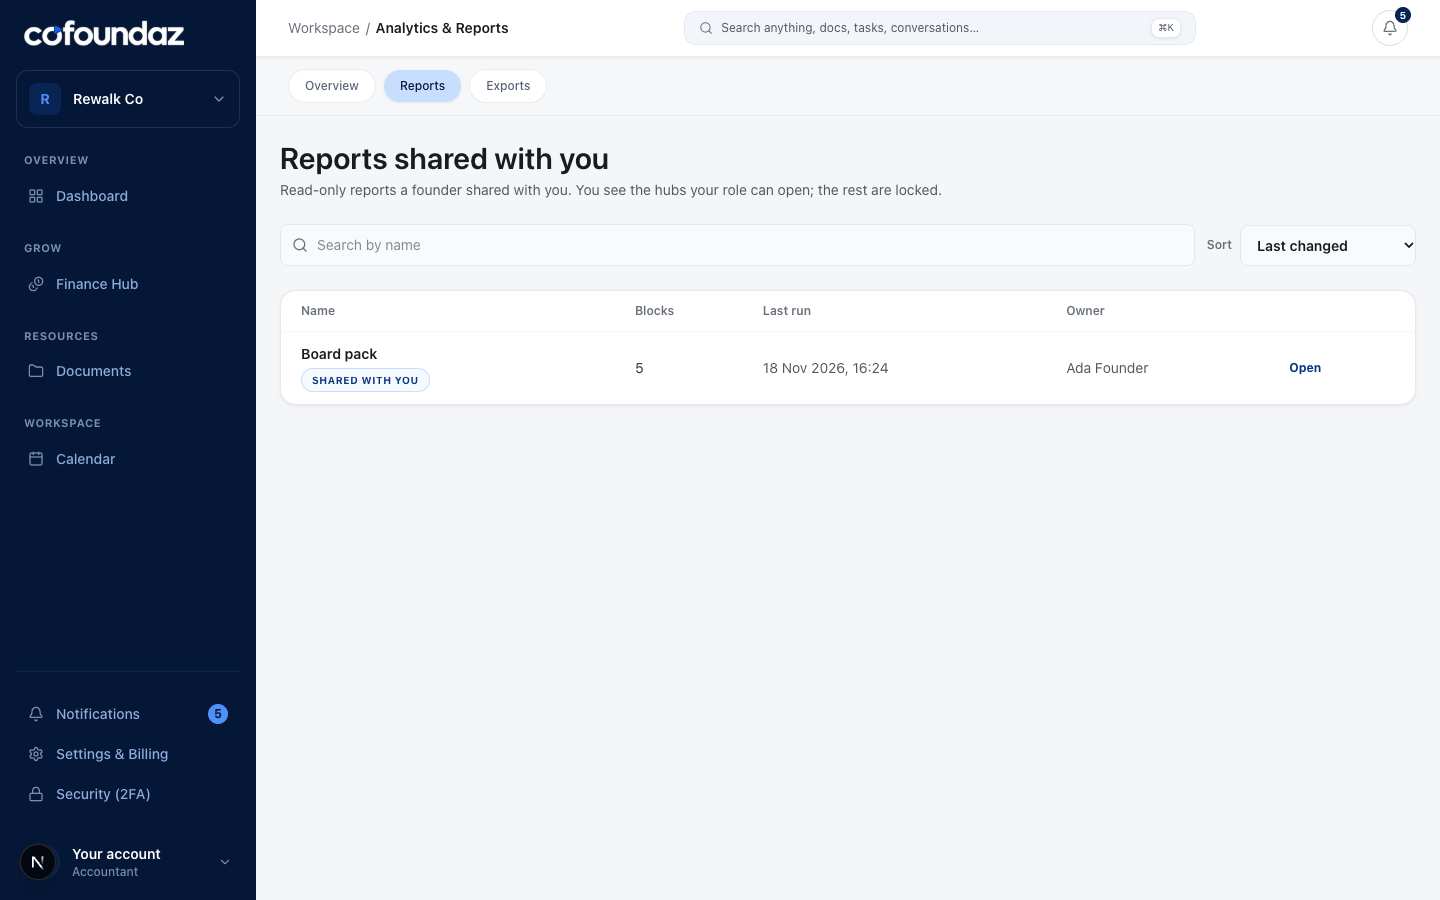 cofoundaz
R
Rewalk Co
OVERVIEW
Dashboard
GROW
Finance Hub
RESOURCES
Documents
WORKSPACE
Calendar
Notifications
5
Settings & Billing
Security (2FA)
N
Your account
Accountant
Workspace / Analytics & Reports
Search anything, docs, tasks, conversations...
⌘K
5
Overview
Reports
Exports
Reports shared with you
Read-only reports a founder shared with you. You see the hubs your role can open; the rest are locked.
Search by name
Sort
Last changed
Name Blocks Last run Owner
Board pack
SHARED WITH YOU
5 18 Nov 2026, 16:24 Ada Founder Open